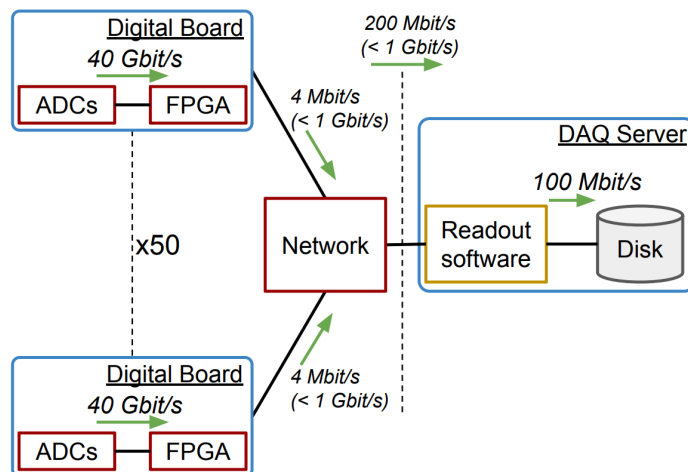 Digital Board
40 Gbit/s
ADCs
FPGA
200 Mbit/s
(< 1 Gbit/s)
4 Mbit/s
(< 1 Gbit/s)
DAQ Server
100 Mbit/s
Network
Readout
software
Disk
x50
Digital Board
40 Gbit/s
ADCs
FPGA
4 Mbit/s
(< 1 Gbit/s)